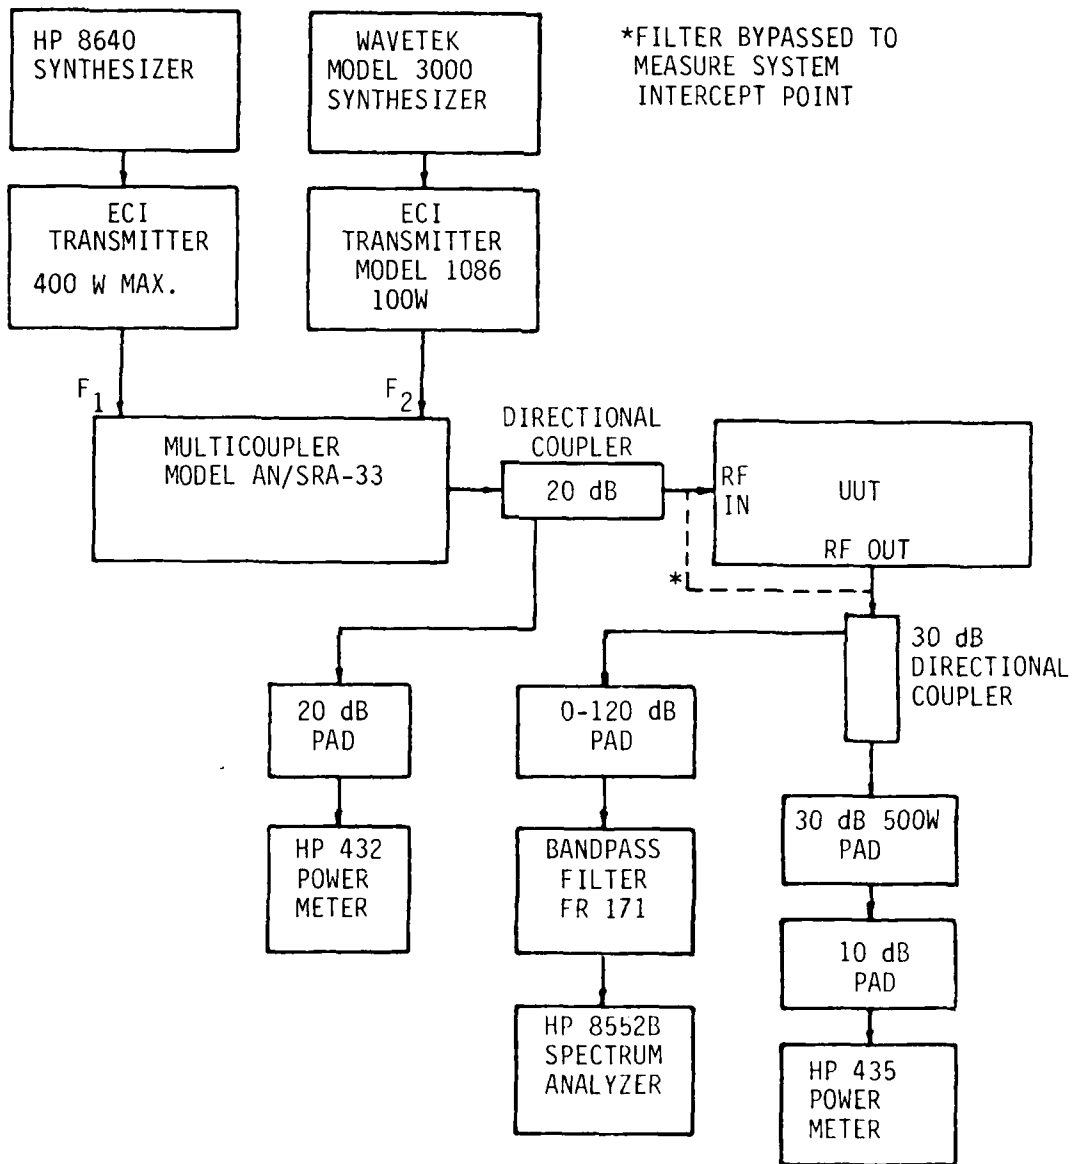 HP 8640
SYNTHESIZER
WAVETEK
MODEL 3000
SYNTHESIZER
*FILTER BYPASSED TO
MEASURE SYSTEM
INTERCEPT POINT
ECI
TRANSMITTER
400 W MAX.
ECI
TRANSMITTER
MODEL 1086
100W
F1
F2
MULTICOUPLER
MODEL AN/SRA-33
DIRECTIONAL
COUPLER
20 dB
RF
IN
UUT
RF OUT
*
30 dB
DIRECTIONAL
COUPLER
20 dB
PAD
0-120 dB
PAD
30 dB 500W
PAD
HP 432
POWER
METER
BANDPASS
FILTER
FR 171
10 dB
PAD
HP 8552B
SPECTRUM
ANALYZER
HP 435
POWER
METER